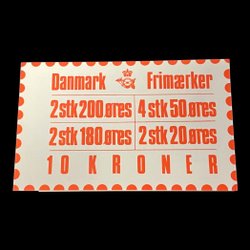 Danmark Frimærker
2 stk 200 øres 4 stk 50 øres
2 stk 180 øres 2 stk 20 øres
10 KRONER